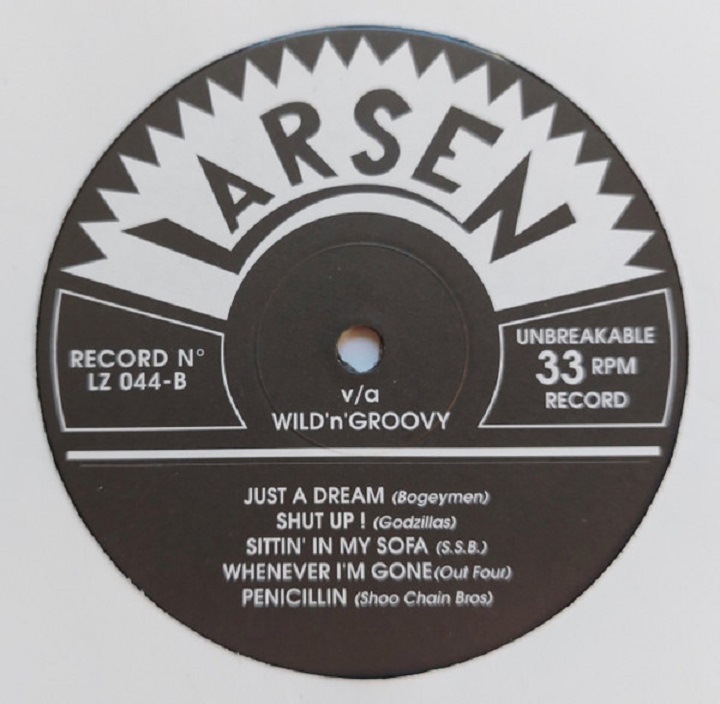 LARSEN
RECORD N°
LZ 044-B
UNBREAKABLE
33 RPM
RECORD
v/a
WILD'n'GROOVY
JUST A DREAM (Bogeymen)
SHUT UP ! (Godzillas)
SITTIN' IN MY SOFA (S.S.B.)
WHENEVER I'M GONE(Out Four)
PENICILLIN (Shoo Chain Bros)